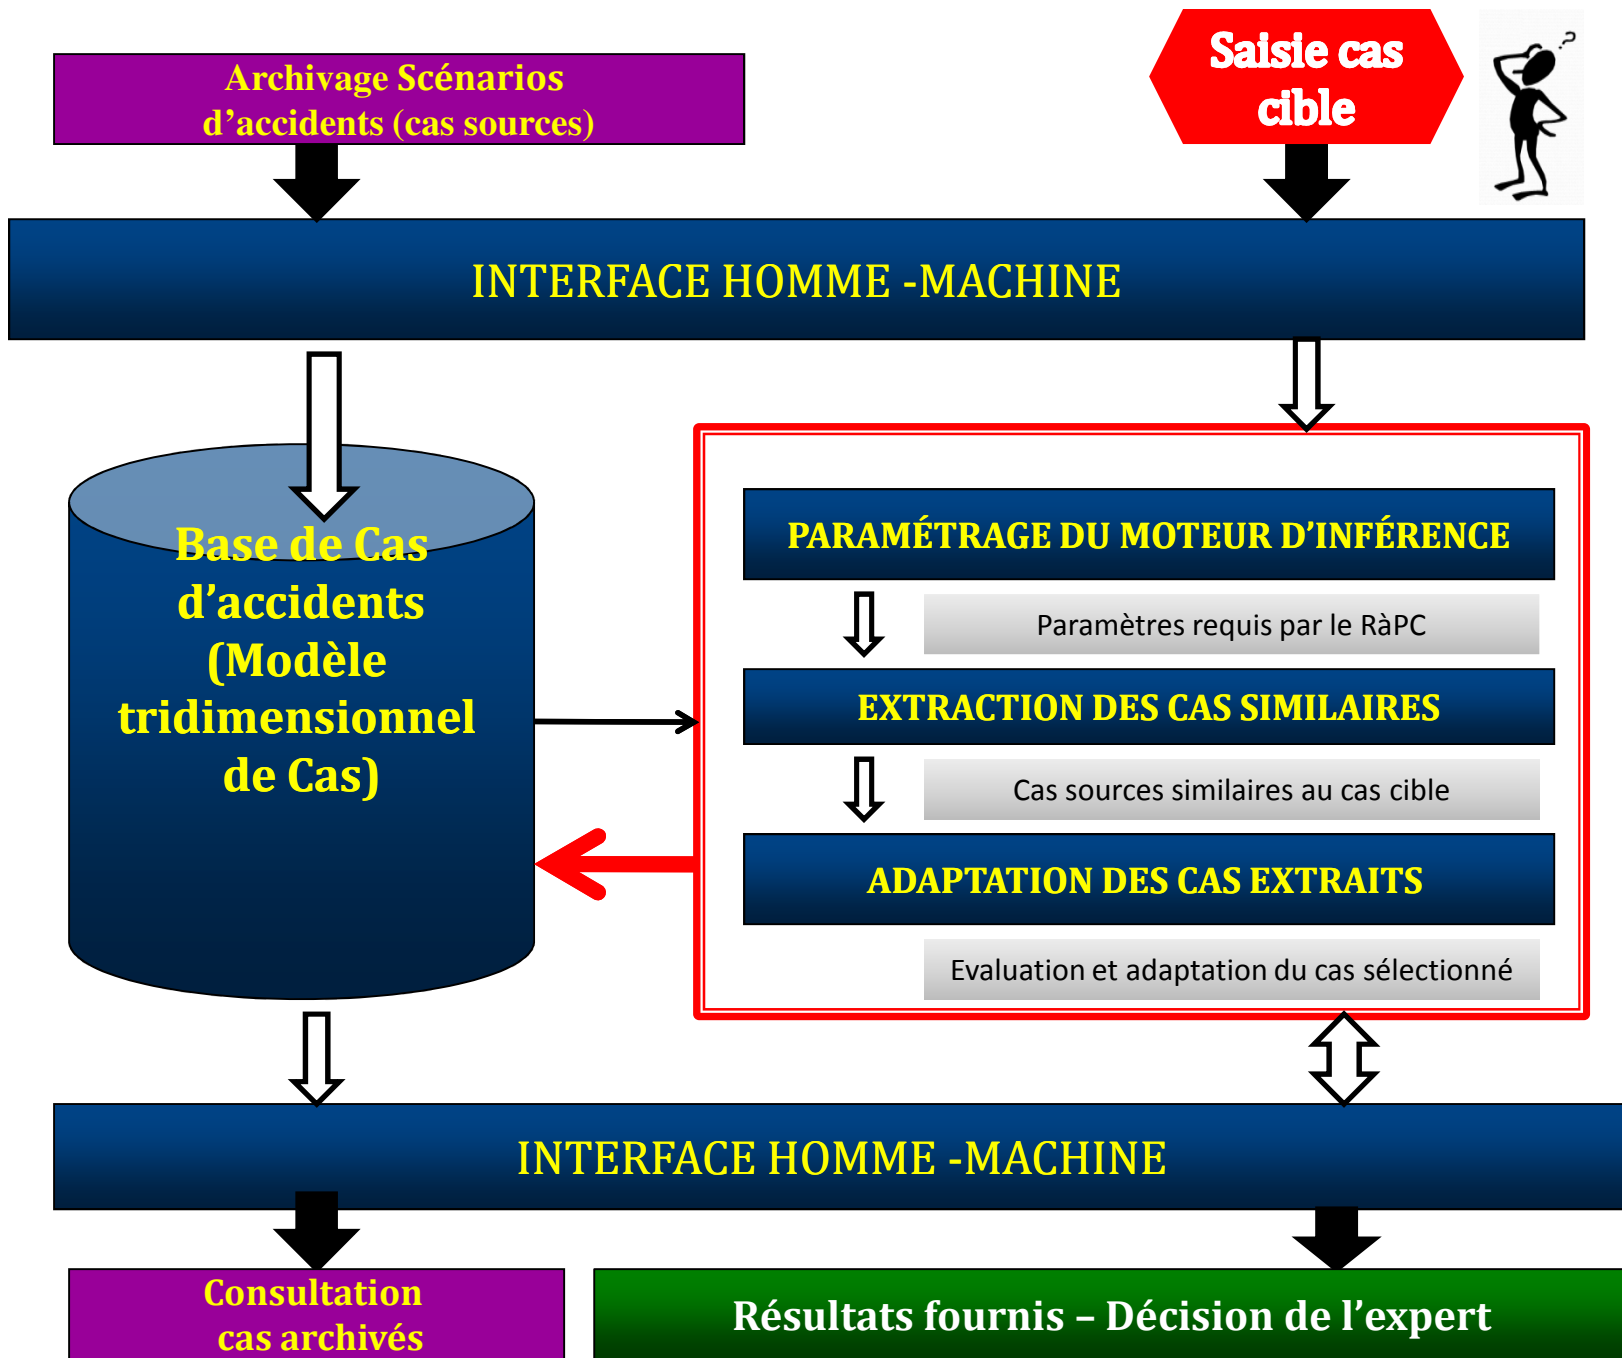 Archivage Scénarios
d’accidents (cas sources)
Saisie cas
cible
?
INTERFACE HOMME -MACHINE
Base de Cas
d’accidents
(Modèle
tridimensionnel
de Cas)
PARAMÉTRAGE DU MOTEUR D’INFÉRENCE
Paramètres requis par le RàPC
EXTRACTION DES CAS SIMILAIRES
Cas sources similaires au cas cible
ADAPTATION DES CAS EXTRAITS
Evaluation et adaptation du cas sélectionné
INTERFACE HOMME -MACHINE
Consultation
cas archivés
Résultats fournis – Décision de l’expert